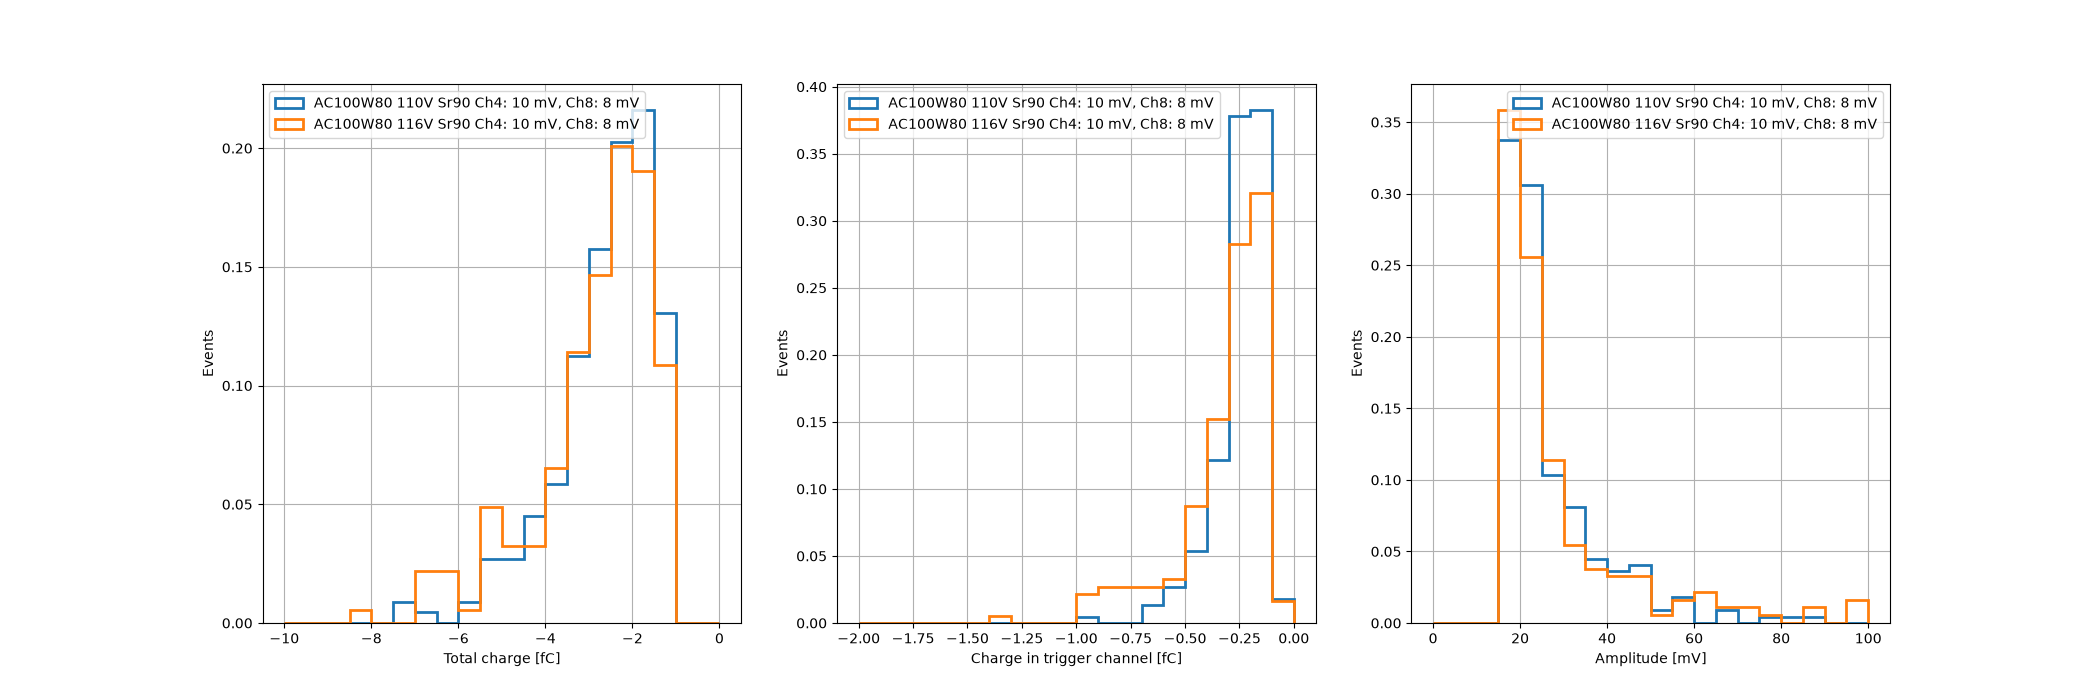 AC100W80 110V Sr90 Ch4: 10 mV, Ch8: 8 mV
AC100W80 116V Sr90 Ch4: 10 mV, Ch8: 8 mV
0.20
0.15
0.10
0.05
0.00
Events
−10 −8 −6 −4 −2 0
Total charge [fC]
AC100W80 110V Sr90 Ch4: 10 mV, Ch8: 8 mV
AC100W80 116V Sr90 Ch4: 10 mV, Ch8: 8 mV
0.40
0.35
0.30
0.25
0.20
0.15
0.10
0.05
0.00
Events
−2.00 −1.75 −1.50 −1.25 −1.00 −0.75 −0.50 −0.25 0.00
Charge in trigger channel [fC]
AC100W80 110V Sr90 Ch4: 10 mV, Ch8: 8 mV
AC100W80 116V Sr90 Ch4: 10 mV, Ch8: 8 mV
0.35
0.30
0.25
0.20
0.15
0.10
0.05
0.00
Events
0 20 40 60 80 100
Amplitude [mV]